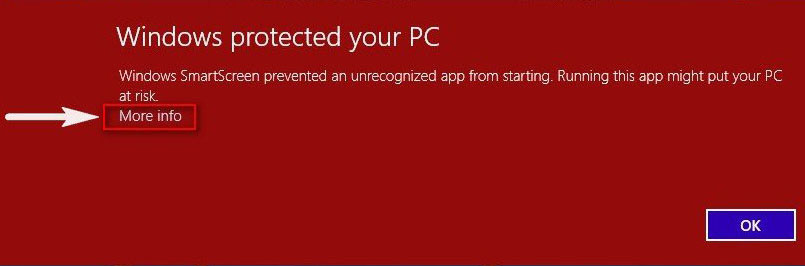 Windows protected your PC
Windows SmartScreen prevented an unrecognized app from starting. Running this app might put your PC
at risk.
More info
OK